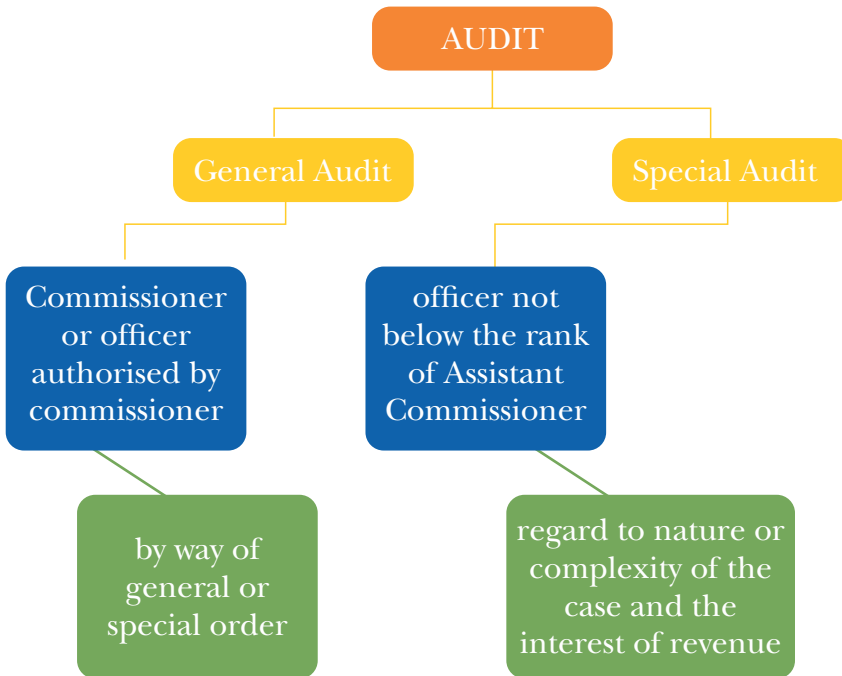 AUDIT
General Audit
Special Audit
Commissioner
or officer
authorised by
commissioner
officer not
below the rank
of Assistant
Commissioner
by way of
general or
special order
regard to nature or
complexity of the
case and the
interest of revenue